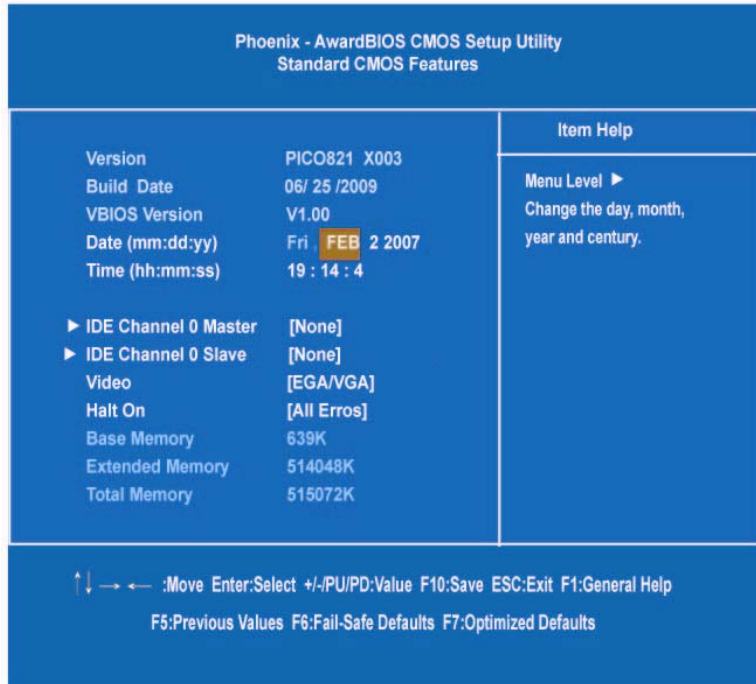 Phoenix - AwardBIOS CMOS Setup Utility
Standard CMOS Features
Version PICO821 X003
Build Date 06/ 25 /2009
VBIOS Version V1.00
Date (mm:dd:yy) Fri , FEB 2 2007
Time (hh:mm:ss) 19 : 14 : 4
▶ IDE Channel 0 Master [None]
▶ IDE Channel 0 Slave [None]
Video [EGA/VGA]
Halt On [All Erros]
Base Memory 639K
Extended Memory 514048K
Total Memory 515072K
Item Help
Menu Level ▶
Change the day, month,
year and century.
↑↓ → ← :Move Enter:Select +/-/PU/PD:Value F10:Save ESC:Exit F1:General Help
F5:Previous Values F6:Fail-Safe Defaults F7:Optimized Defaults